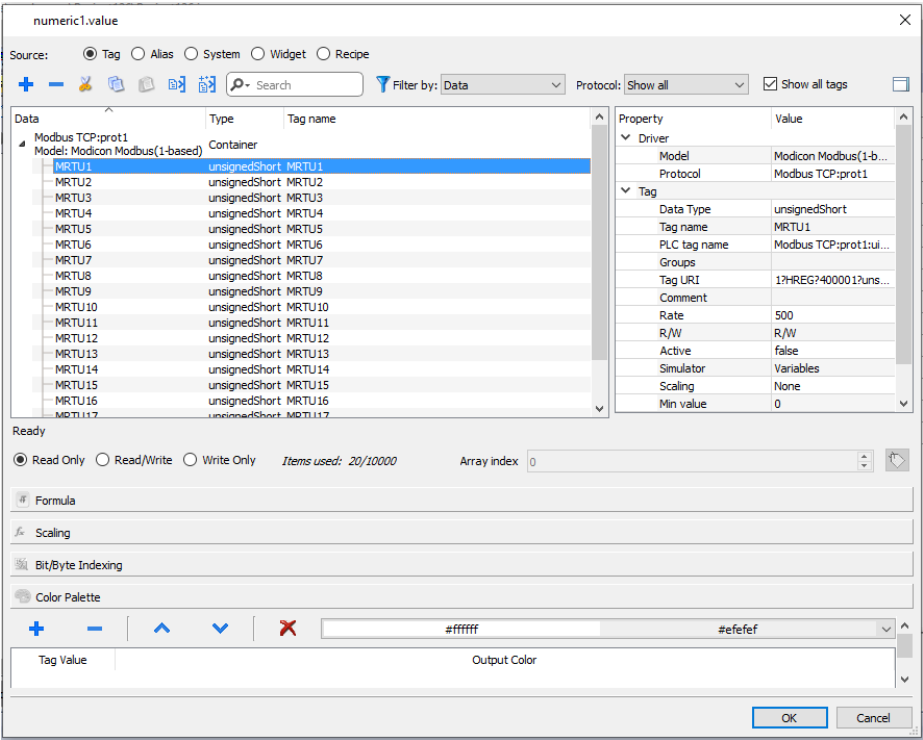 numeric1.value
Source: Tag Alias System Widget Recipe
Search Filter by: Data Protocol: Show all Show all tags
Data Type Tag name
Modbus TCP:prot1
Model: Modicon Modbus(1-based) Container
MRTU1 unsignedShort MRTU1
MRTU2 unsignedShort MRTU2
MRTU3 unsignedShort MRTU3
MRTU4 unsignedShort MRTU4
MRTU5 unsignedShort MRTU5
MRTU6 unsignedShort MRTU6
MRTU7 unsignedShort MRTU7
MRTU8 unsignedShort MRTU8
MRTU9 unsignedShort MRTU9
MRTU10 unsignedShort MRTU10
MRTU11 unsignedShort MRTU11
MRTU12 unsignedShort MRTU12
MRTU13 unsignedShort MRTU13
MRTU14 unsignedShort MRTU14
MRTU15 unsignedShort MRTU15
MRTU16 unsignedShort MRTU16
MRTU17 unsignedShort MRTU17
Property Value
Driver
Model Modicon Modbus(1-b...
Protocol Modbus TCP:prot1
Tag
Data Type unsignedShort
Tag name MRTU1
PLC tag name Modbus TCP:prot1:ui...
Groups
Tag URI 1?HREG?400001?uns...
Comment
Rate 500
R/W R/W
Active false
Simulator Variables
Scaling None
Min value 0
Ready
Read Only Read/Write Write Only Items used: 20/10000 Array index 0
Formula
Scaling
Bit/Byte Indexing
Color Palette
#ffffff #efefef
Tag Value Output Color
OK Cancel